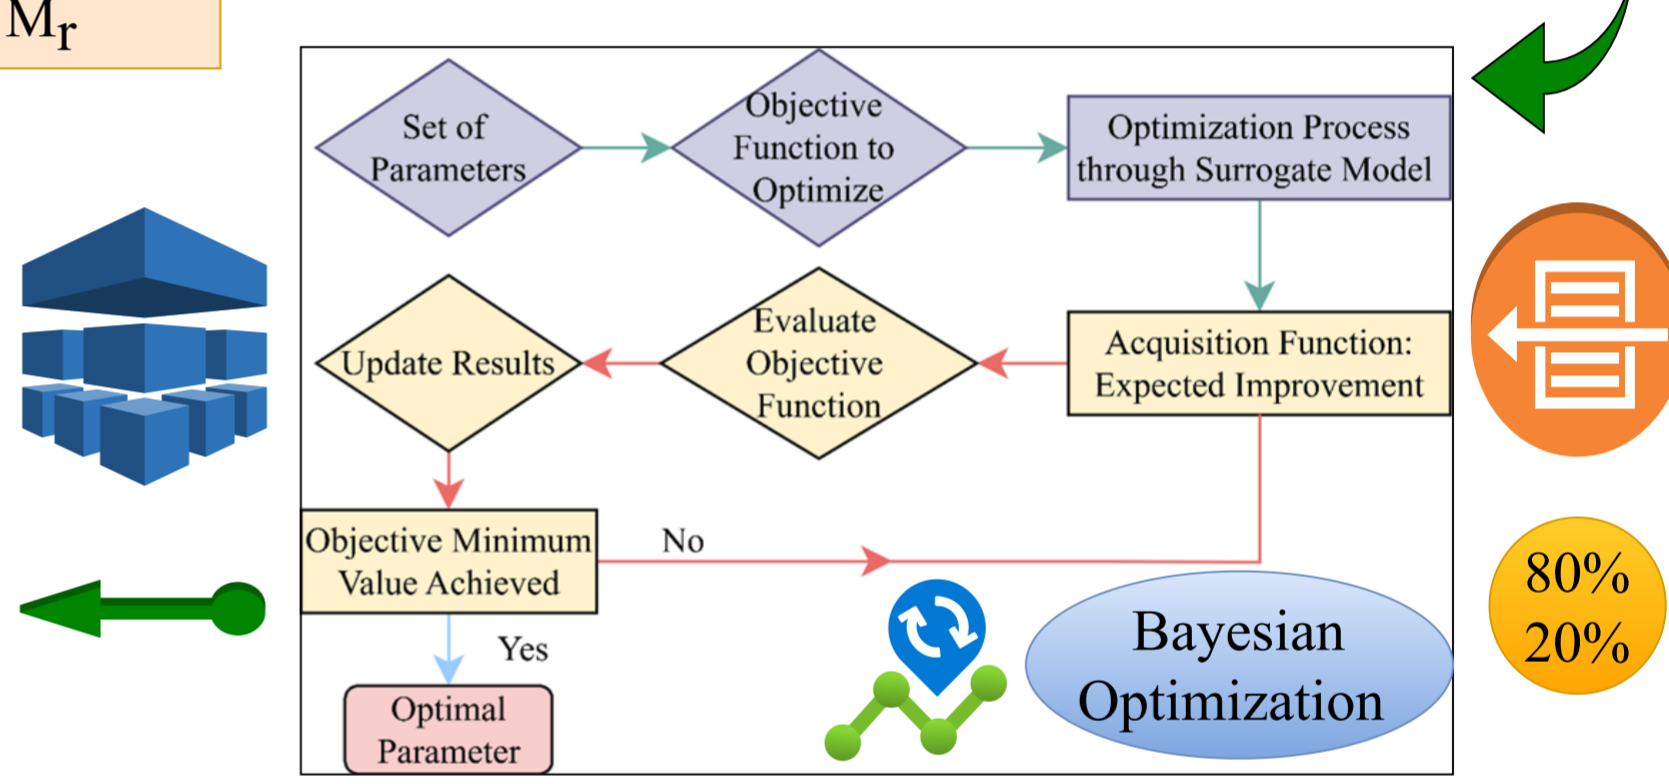 Mr
Set of
Parameters
Objective
Function to
Optimize
Optimization Process
through Surrogate Model
Update Results
Evaluate
Objective
Function
Acquisition Function:
Expected Improvement
Objective Minimum
Value Achieved
No
Yes
Optimal
Parameter
Bayesian
Optimization
80%
20%